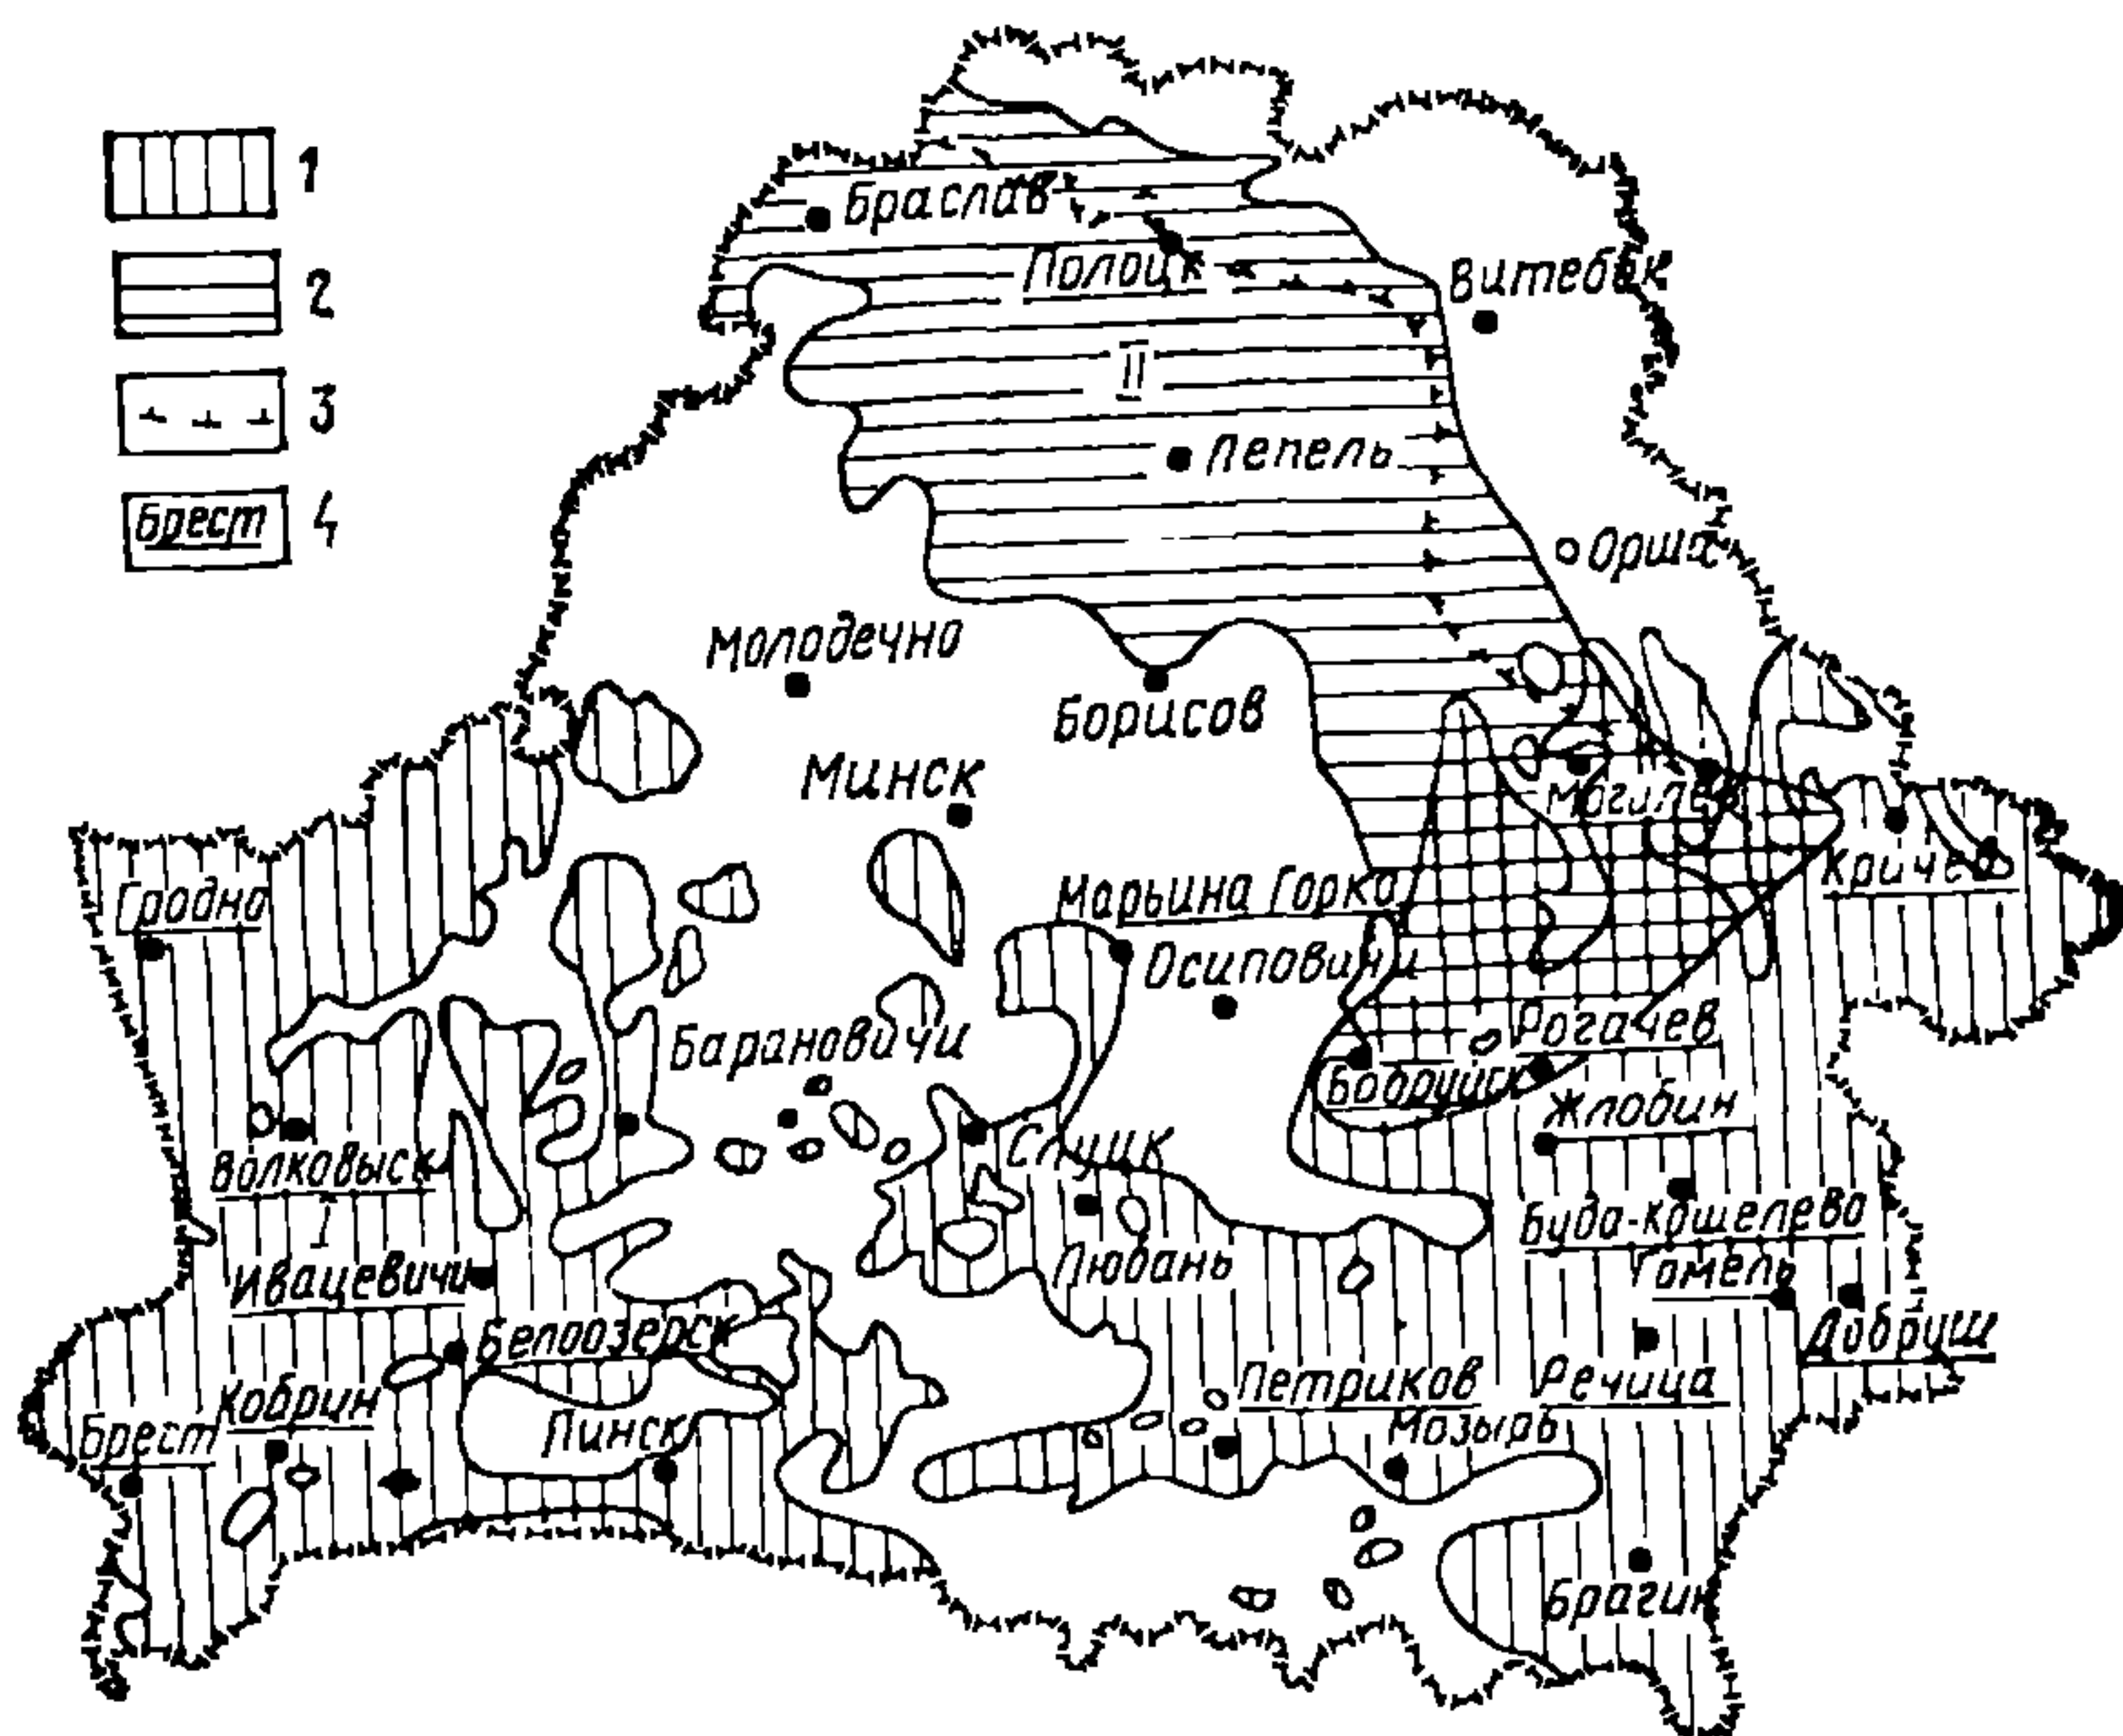 1
2
3
Брест 4
Браслав
Полоцк
Витебск
II
Лепель
Орша
Молодечно
Борисов
Минск
Могилев
Гродно
Марьина Горка
Кричев
Осиповичи
Барановичи
Рогачев
Бобруйск
Жлобин
Волковыск
Слуцк
I
Буда-Кошелево
Ивацевичи
Любань
Гомель
Белоозерск
Добруш
Кобрин
Петриков
Речица
Брест
Пинск
Мозырь
Брагин